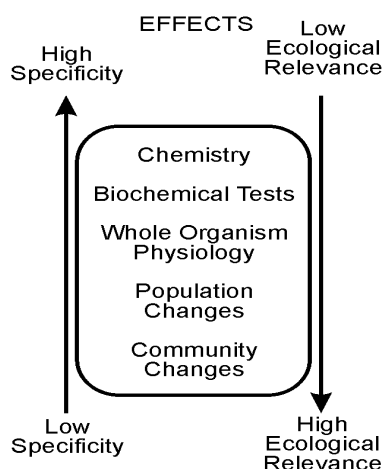 EFFECTS
High
Specificity
Low
Ecological
Relevance
Chemistry
Biochemical Tests
Whole Organism
Physiology
Population
Changes
Community
Changes
Low
Specificity
High
Ecological
Relevance